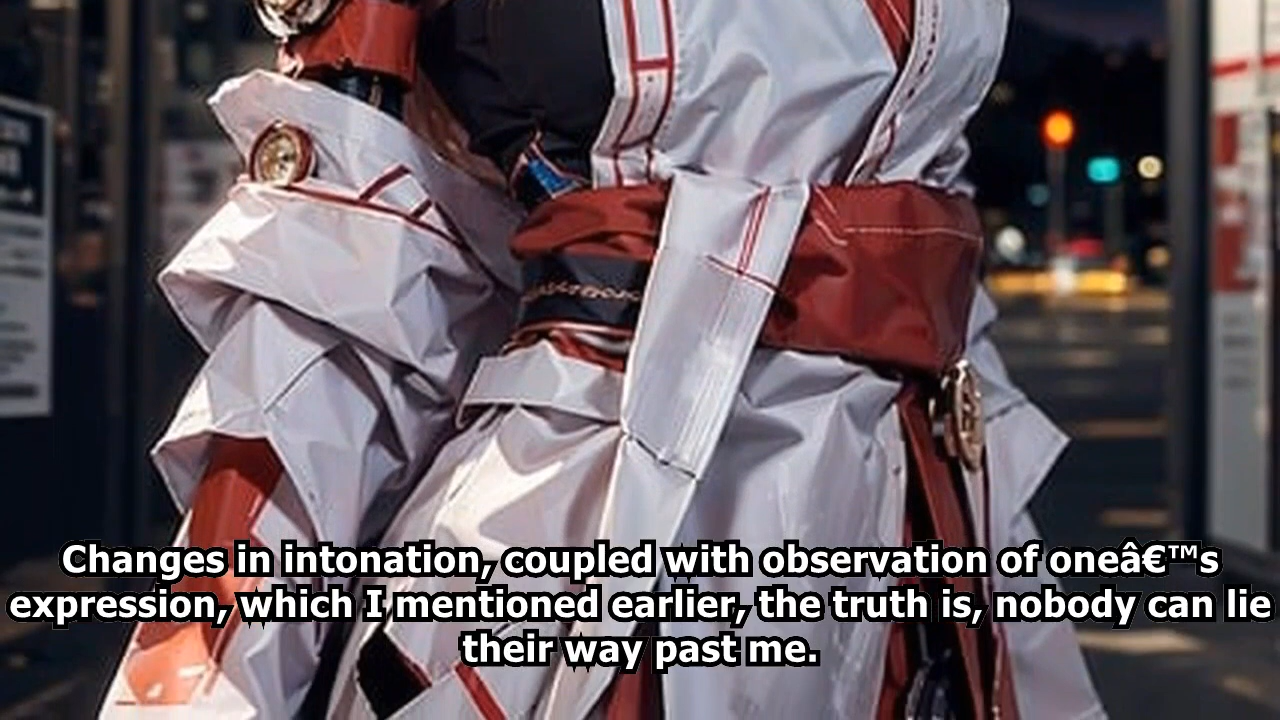 Changes in intonation, coupled with observation of oneâ€™s
expression, which I mentioned earlier, the truth is, nobody can lie
their way past me.